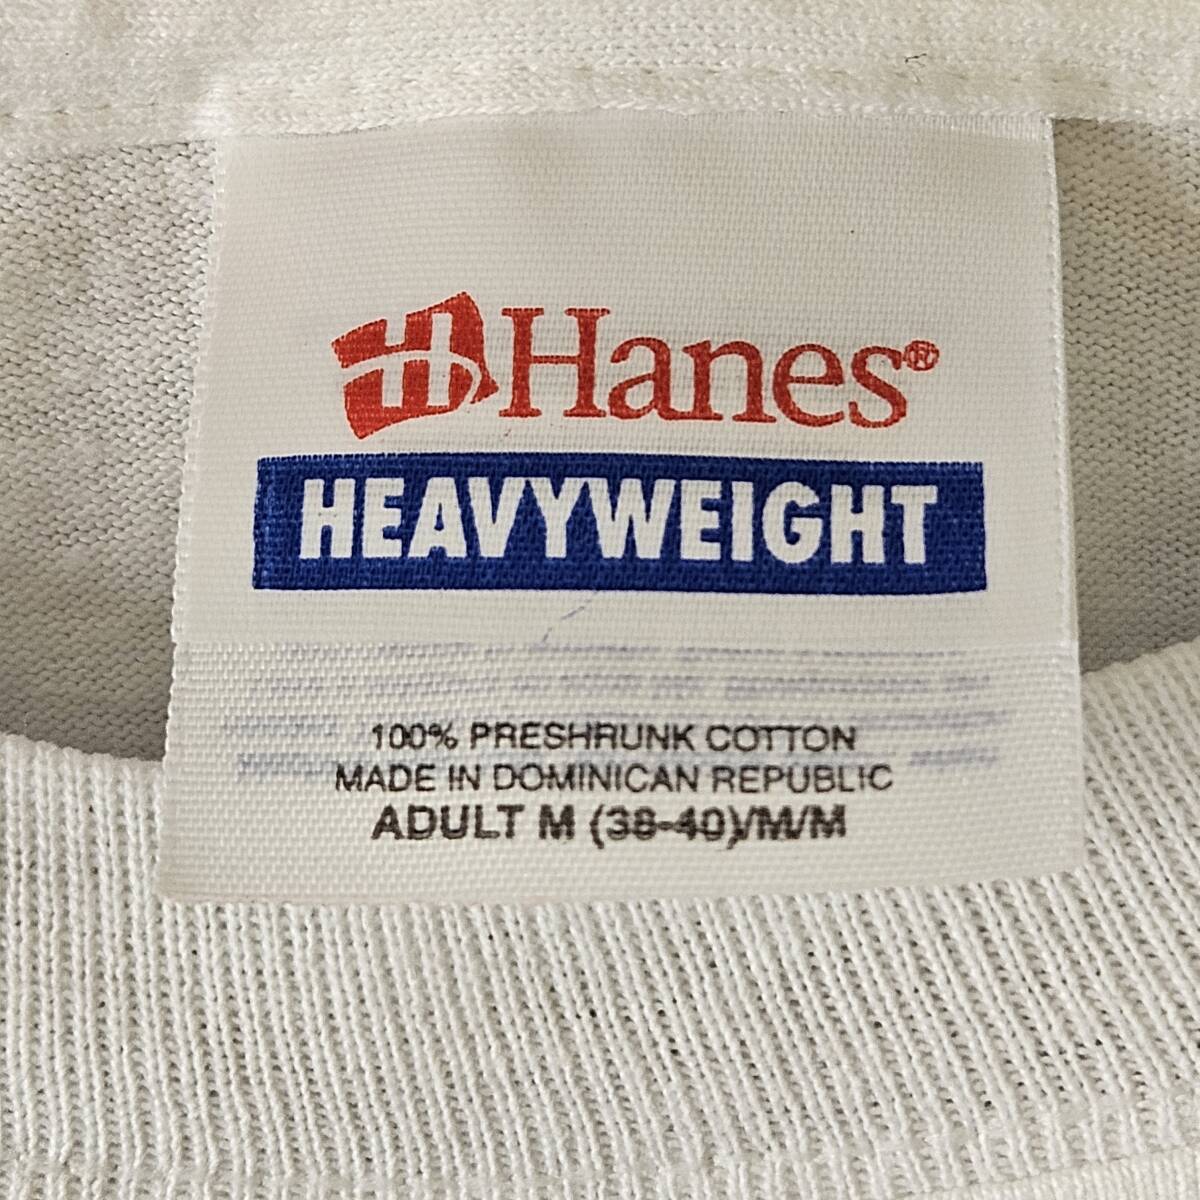 Hanes®
HEAVYWEIGHT
100% PRESHRUNK COTTON
MADE IN DOMINICAN REPUBLIC
ADULT M (38-40)/M/M